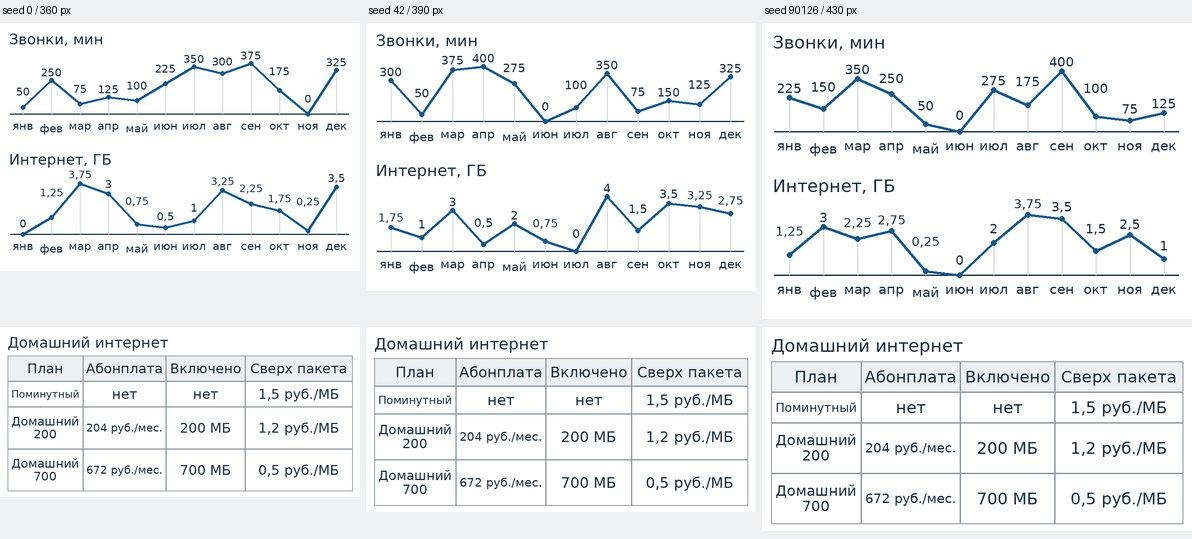 seed 0 / 360 px
Звонки, мин
50 250 75 125 100 225 350 300 375 175 0 325
янв фев мар апр май июн июл авг сен окт ноя дек
Интернет, ГБ
0 1,25 3,75 3 0,75 0,5 1 3,25 2,25 1,75 0,25 3,5
янв фев мар апр май июн июл авг сен окт ноя дек
seed 42 / 390 px
Звонки, мин
300 50 375 400 275 0 100 350 75 150 125 325
янв фев мар апр май июн июл авг сен окт ноя дек
Интернет, ГБ
1,75 1 3 0,5 2 0,75 0 4 1,5 3,5 3,25 2,75
янв фев мар апр май июн июл авг сен окт ноя дек
seed 90126 / 430 px
Звонки, мин
225 150 350 250 50 0 275 175 400 100 75 125
янв фев мар апр май июн июл авг сен окт ноя дек
Интернет, ГБ
1,25 3 2,25 2,75 0,25 0 2 3,75 3,5 1,5 2,5 1
янв фев мар апр май июн июл авг сен окт ноя дек
Домашний интернет
План Абонплата Включено Сверх пакета
Поминутный нет нет 1,5 руб./МБ
Домашний
200 204 руб./мес. 200 МБ 1,2 руб./МБ
Домашний
700 672 руб./мес. 700 МБ 0,5 руб./МБ
Домашний интернет
План Абонплата Включено Сверх пакета
Поминутный нет нет 1,5 руб./МБ
Домашний
200 204 руб./мес. 200 МБ 1,2 руб./МБ
Домашний
700 672 руб./мес. 700 МБ 0,5 руб./МБ
Домашний интернет
План Абонплата Включено Сверх пакета
Поминутный нет нет 1,5 руб./МБ
Домашний
200 204 руб./мес. 200 МБ 1,2 руб./МБ
Домашний
700 672 руб./мес. 700 МБ 0,5 руб./МБ